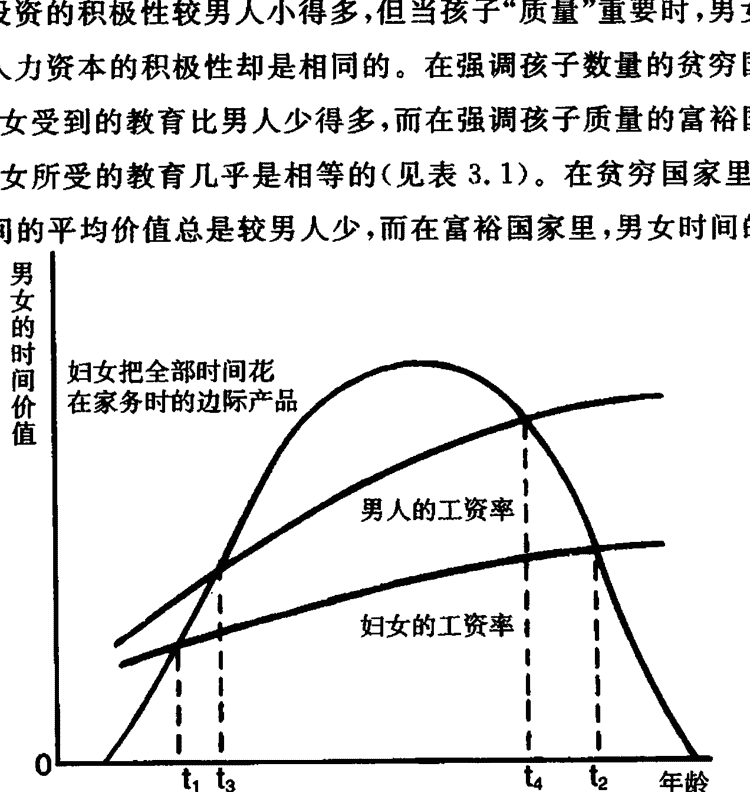 投资的积极性较男人小得多,但当孩子“质量”重要时,男女
人力资本的积极性却是相同的。在强调孩子数量的贫穷国
女受到的教育比男人少得多,而在强调孩子质量的富裕国
女所受的教育几乎是相等的(见表 3.1)。在贫穷国家里
间的平均价值总是较男人少,而在富裕国家里,男女时间的
男女的时间价值
妇女把全部时间花
在家务时的边际产品
男人的工资率
妇女的工资率
0
t1 t3 t4 t2 年龄